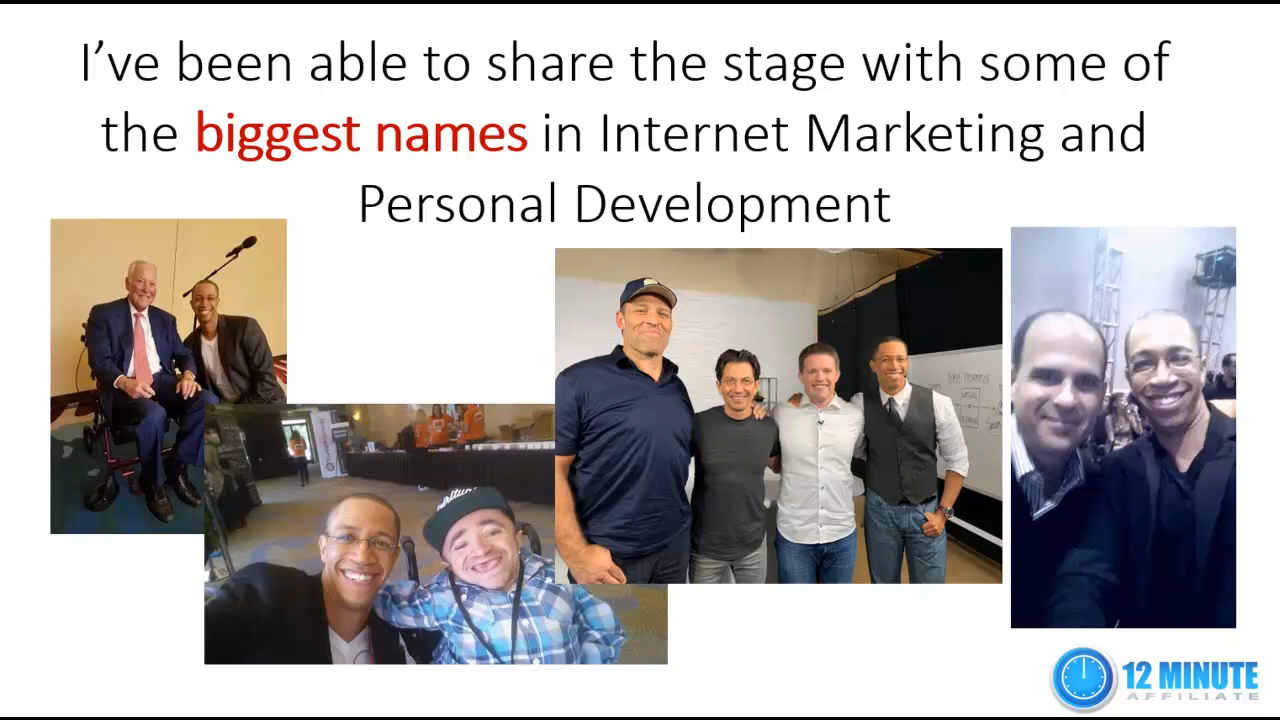 I’ve been able to share the stage with some of
the biggest names in Internet Marketing and
Personal Development
12 MINUTE
AFFILIATE